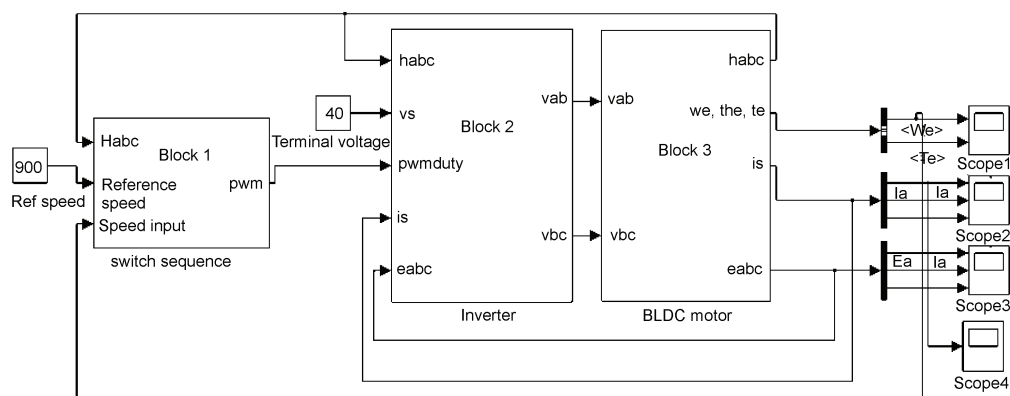 habc
habc
vab
vab
we, the, te
40
vs
Block 2
<We>
Habc
Block 1
Terminal voltage
Block 3
<Te>
Scope1
900
pwmduty
is
Reference
speed
pwm
Ref speed
Ia
Ia
Speed input
is
vbc
vbc
Scope2
switch sequence
eabc
eabc
Ea
Ia
Scope3
Inverter
BLDC motor
Scope4